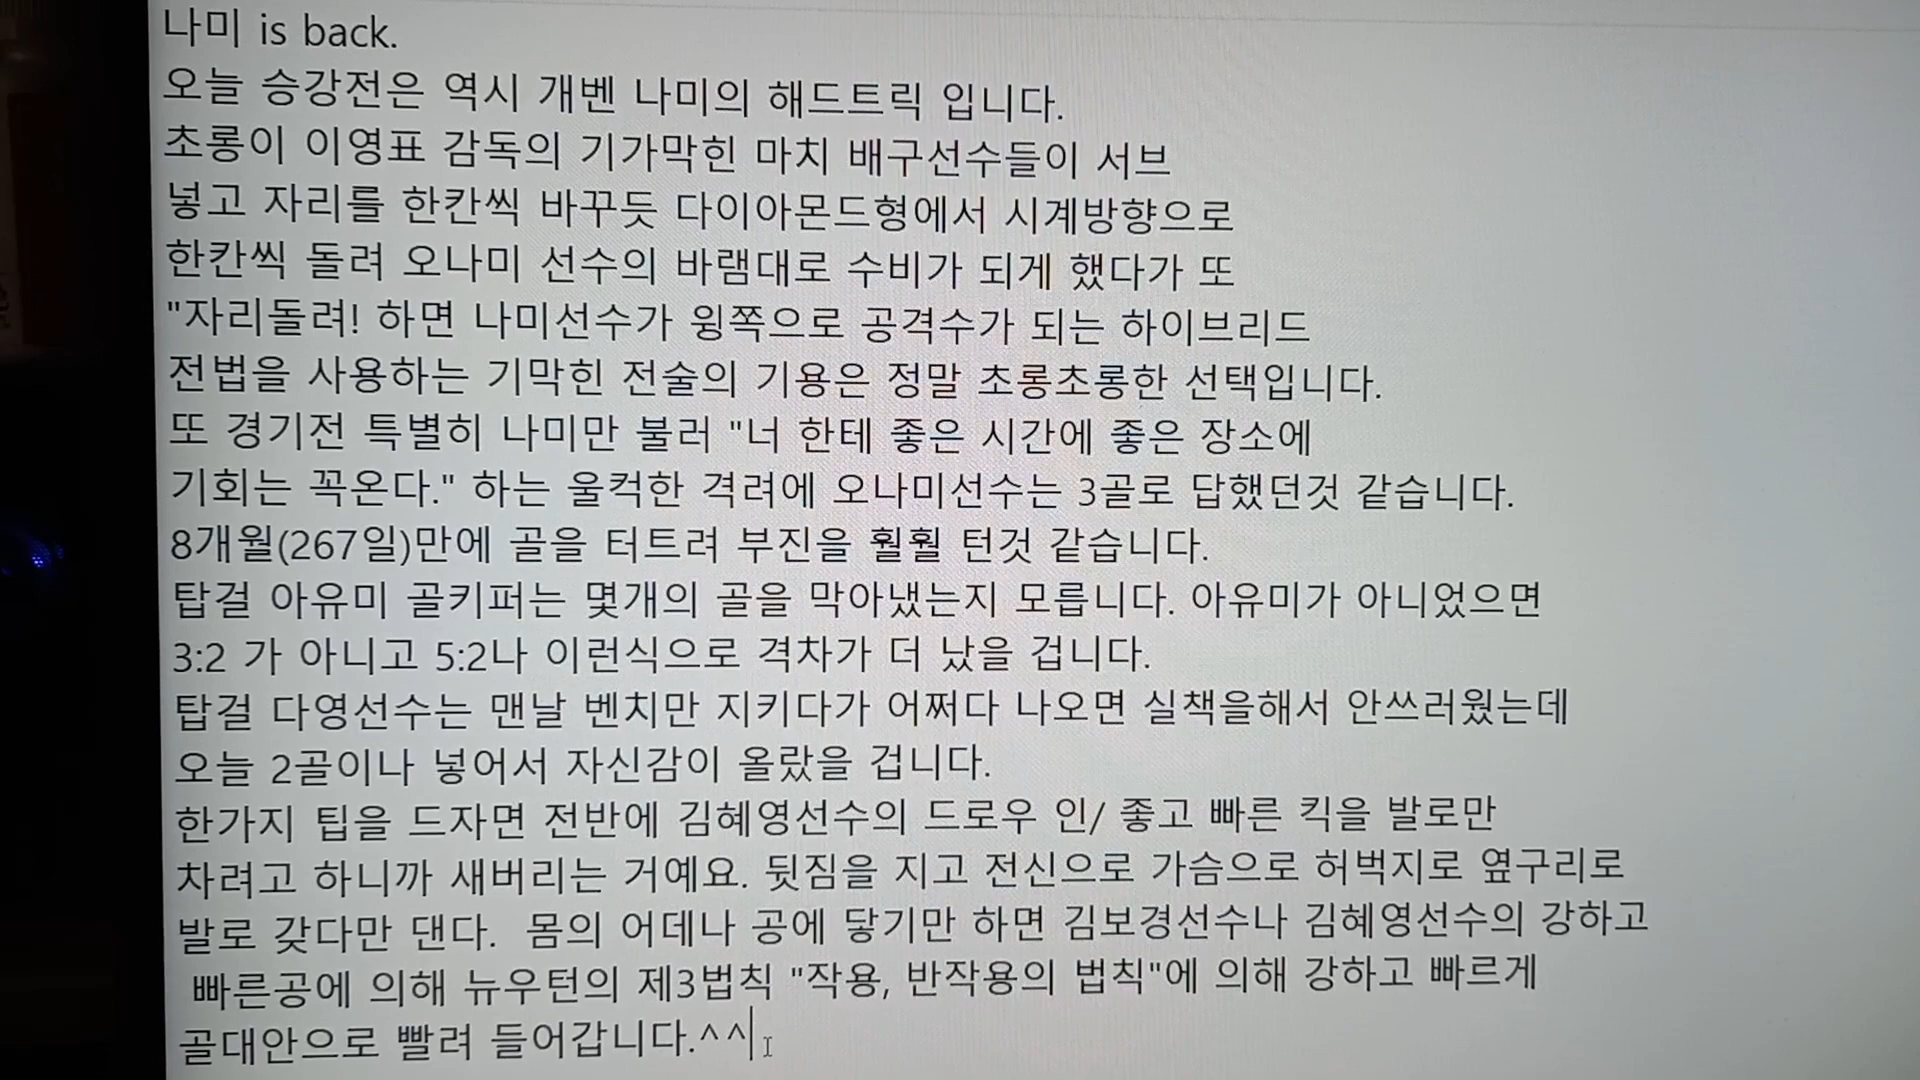 나미 is back.
오늘 승강전은 역시 개벤 나미의 해드트릭 입니다.
초롱이 이영표 감독의 기가막힌 마치 배구선수들이 서브
넣고 자리를 한칸씩 바꾸듯 다이아몬드형에서 시계방향으로
한칸씩 돌려 오나미 선수의 바램대로 수비가 되게 했다가 또
"자리돌려! 하면 나미선수가 윙쪽으로 공격수가 되는 하이브리드
전법을 사용하는 기막힌 전술의 기용은 정말 초롱초롱한 선택입니다.
또 경기전 특별히 나미만 불러 "너 한테 좋은 시간에 좋은 장소에
기회는 꼭온다." 하는 울컥한 격려에 오나미선수는 3골로 답했던것 같습니다.
8개월(267일)만에 골을 터트려 부진을 훨훨 턴것 같습니다.
탑걸 아유미 골키퍼는 몇개의 골을 막아냈는지 모릅니다. 아유미가 아니었으면
3:2 가 아니고 5:2나 이런식으로 격차가 더 났을 겁니다.
탑걸 다영선수는 맨날 벤치만 지키다가 어쩌다 나오면 실책을해서 안쓰러웠는데
오늘 2골이나 넣어서 자신감이 올랐을 겁니다.
한가지 팁을 드자면 전반에 김혜영선수의 드로우 인/ 좋고 빠른 킥을 발로만
차려고 하니까 새버리는 거예요. 뒷짐을 지고 전신으로 가슴으로 허벅지로 옆구리로
발로 갖다만 댄다.  몸의 어데나 공에 닿기만 하면 김보경선수나 김혜영선수의 강하고
빠른공에 의해 뉴우턴의 제3법칙 "작용, 반작용의 법칙"에 의해 강하고 빠르게
골대안으로 빨려 들어갑니다.^^